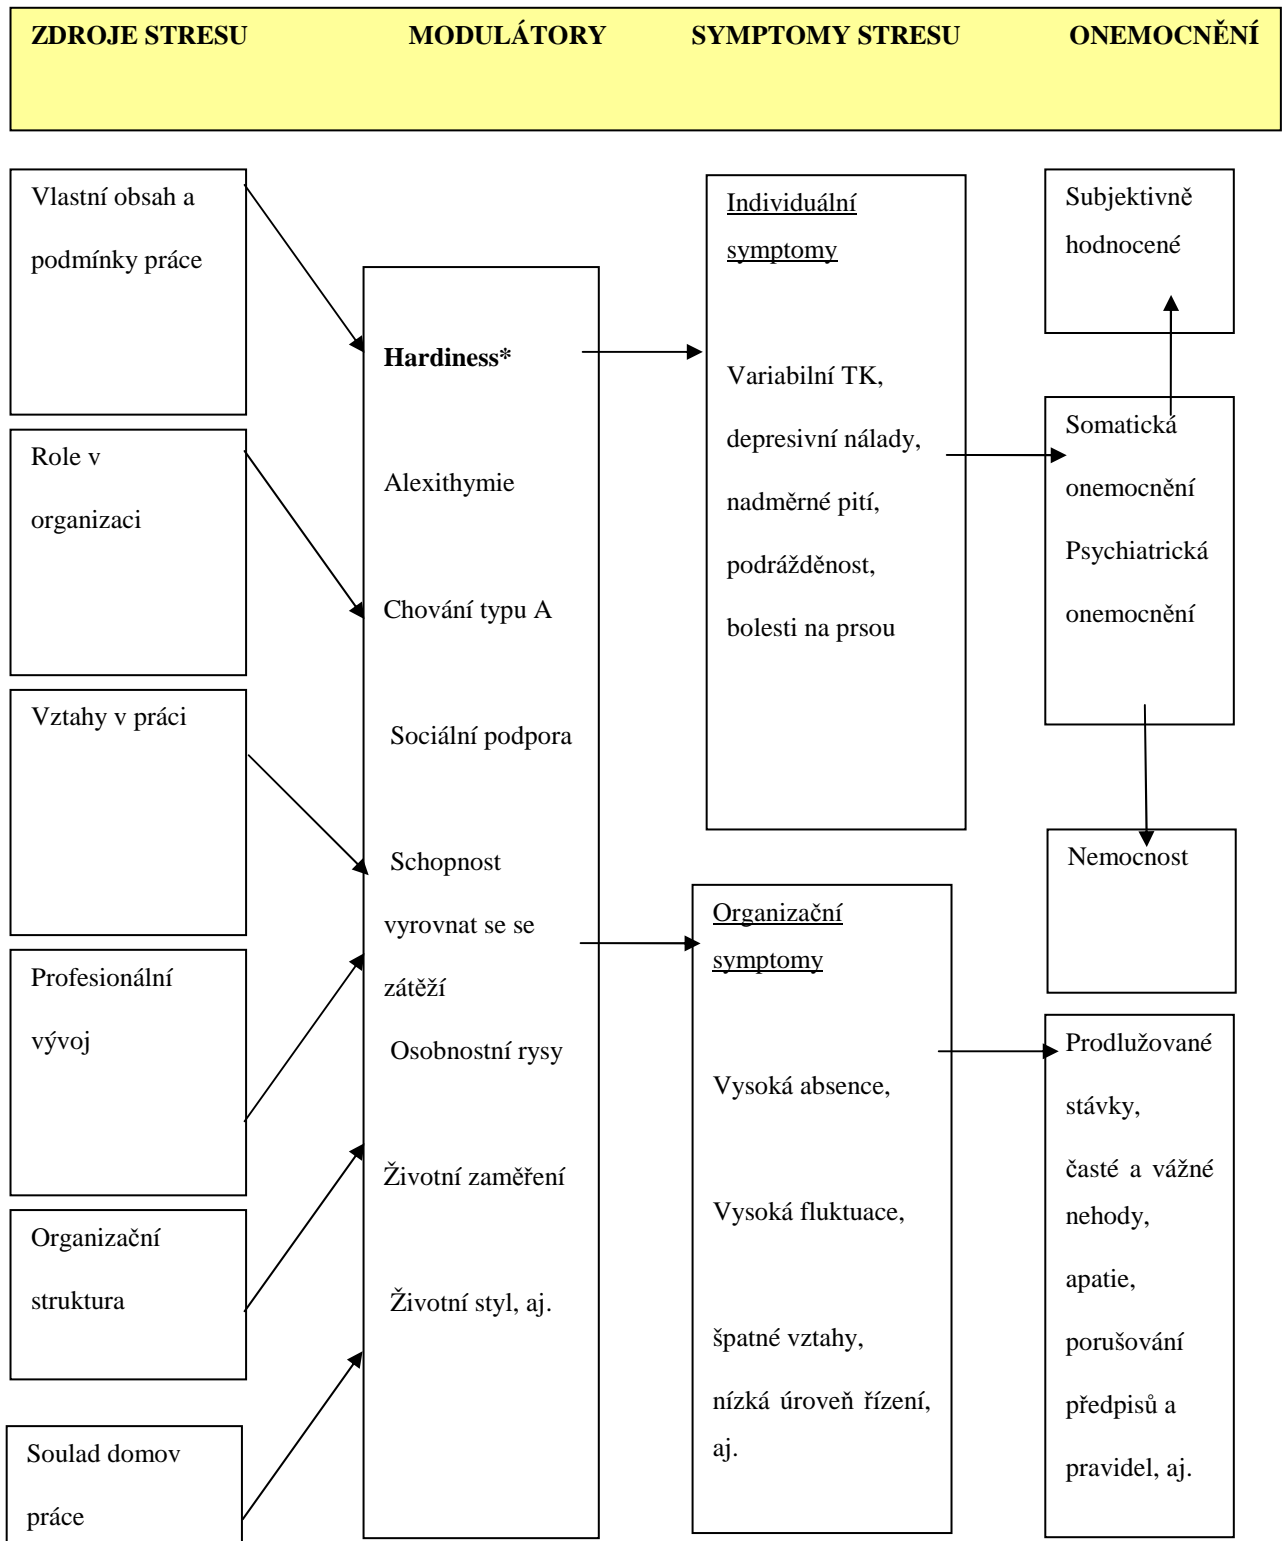 ZDROJE STRESU MODULÁTORY SYMPTOMY STRESU ONEMOCNĚNÍ
Vlastní obsah a
podmínky práce
Role v
organizaci
Vztahy v práci
Profesionální
vývoj
Organizační
struktura
Soulad domov
práce
Hardiness*
Alexithymie
Chování typu A
Sociální podpora
Schopnost
vyrovnat se se
zátěží
Osobnostní rysy
Životní zaměření
Životní styl, aj.
Individuální
symptomy
Variabilní TK,
depresivní nálady,
nadměrné pití,
podrážděnost,
bolesti na prsou
Organizační
symptomy
Vysoká absence,
Vysoká fluktuace,
špatné vztahy,
nízká úroveň řízení,
aj.
Subjektivně
hodnocené
Somatická
onemocnění
Psychiatrická
onemocnění
Nemocnost
Prodlužované
stávky,
časté a vážné
nehody,
apatie,
porušování
předpisů a
pravidel, aj.